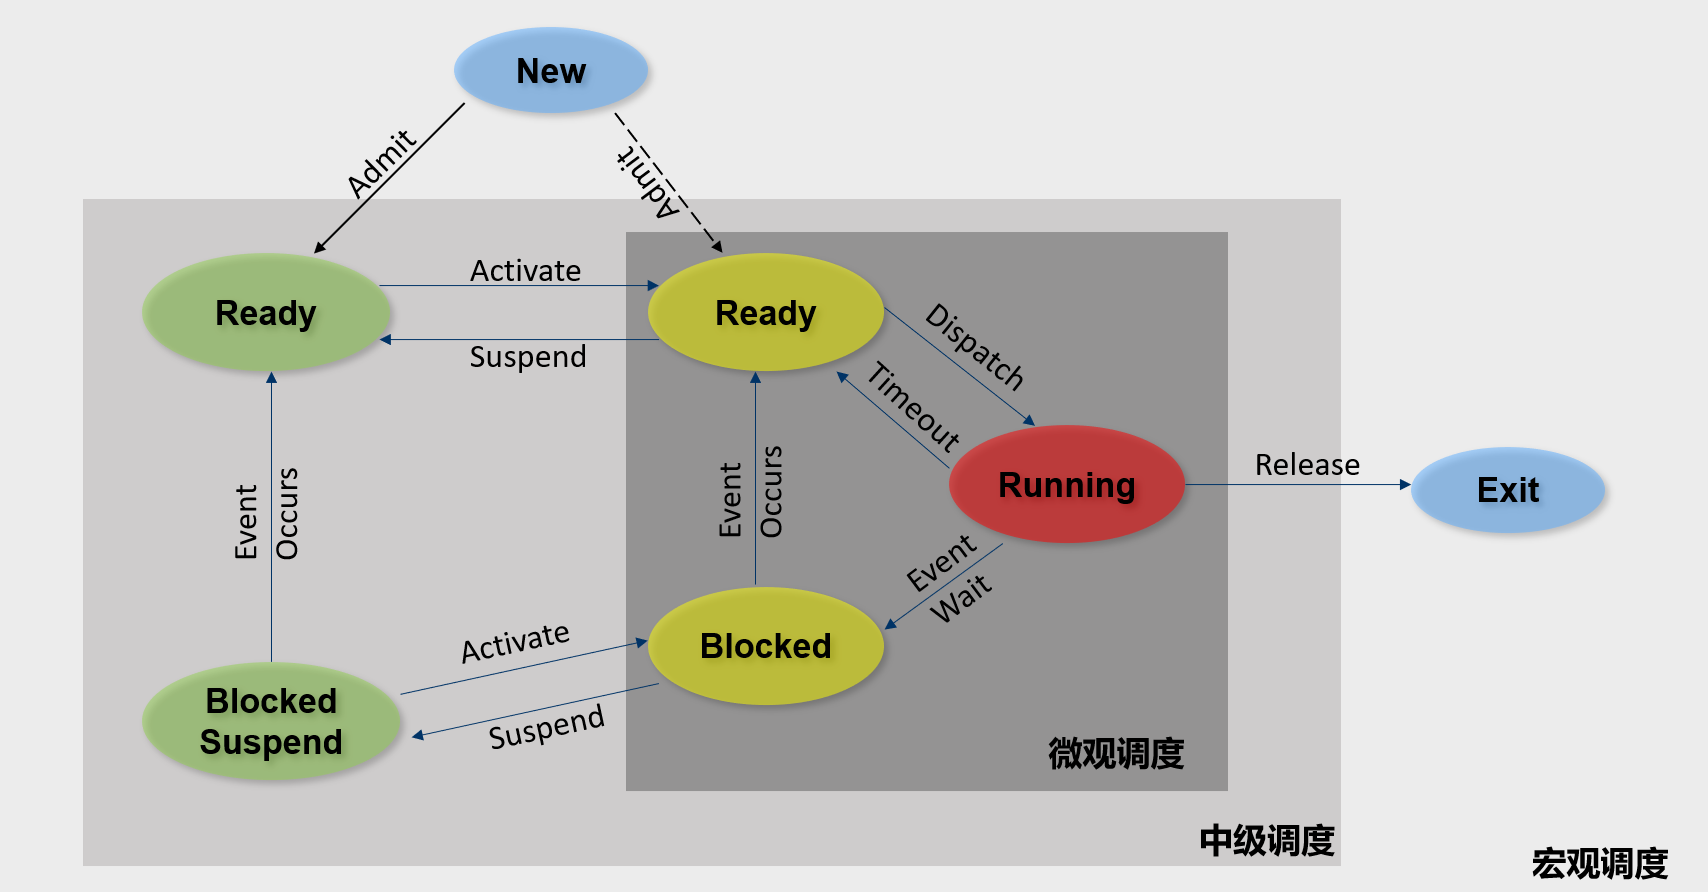 New
Admit
Admit
Ready
Activate
Suspend
Ready
Dispatch
Timeout
Running
Release
Exit
Event
Occurs
Event
Occurs
Event
Wait
Blocked
Suspend
Activate
Suspend
Blocked
微观调度
中级调度
宏观调度